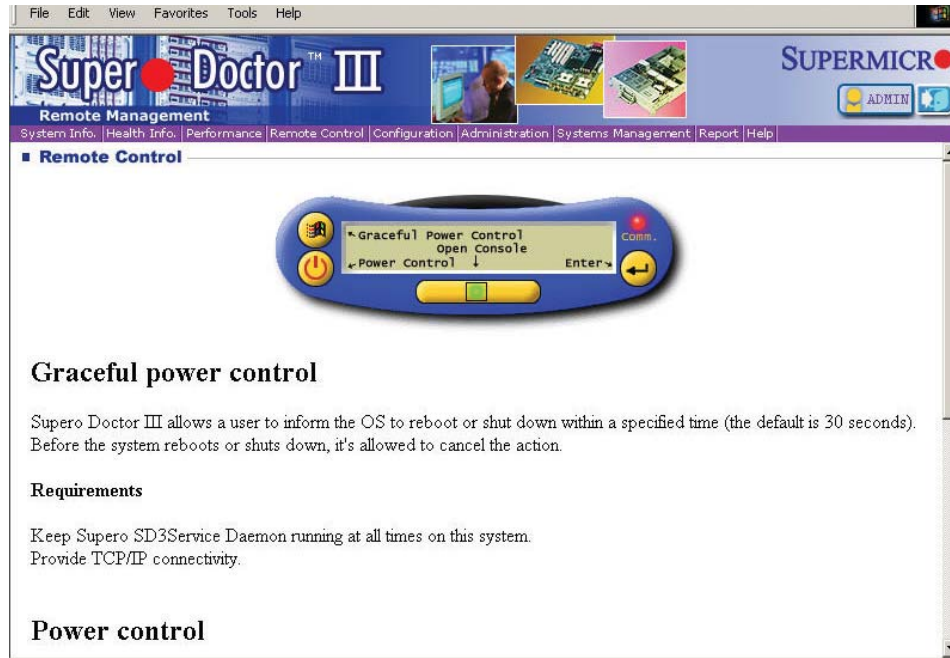 File Edit View Favorites Tools Help
Super Doctor™ III
SUPERMICR
Remote Management
ADMIN
System Info. Health Info. Performance Remote Control Configuration Administration Systems Management Report Help
Remote Control
Graceful Power Control
Open Console
Power Control Enter
Comm.
Graceful power control
Supero Doctor III allows a user to inform the OS to reboot or shut down within a specified time (the default is 30 seconds).
Before the system reboots or shuts down, it's allowed to cancel the action.
Requirements
Keep Supero SD3Service Daemon running at all times on this system.
Provide TCP/IP connectivity.
Power control